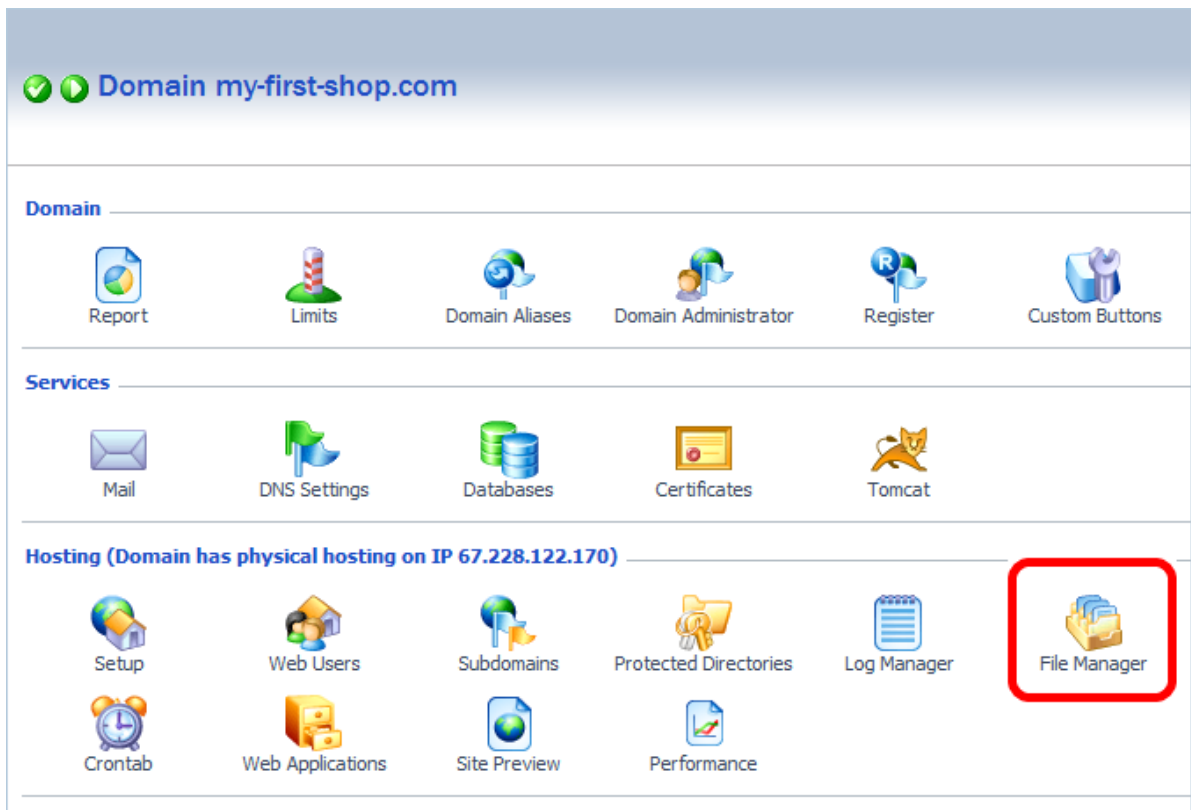 Domain my-first-shop.com
Domain
Report Limits Domain Aliases Domain Administrator Register Custom Buttons
Services
Mail DNS Settings Databases Certificates Tomcat
Hosting (Domain has physical hosting on IP 67.228.122.170)
Setup Web Users Subdomains Protected Directories Log Manager File Manager
Crontab Web Applications Site Preview Performance